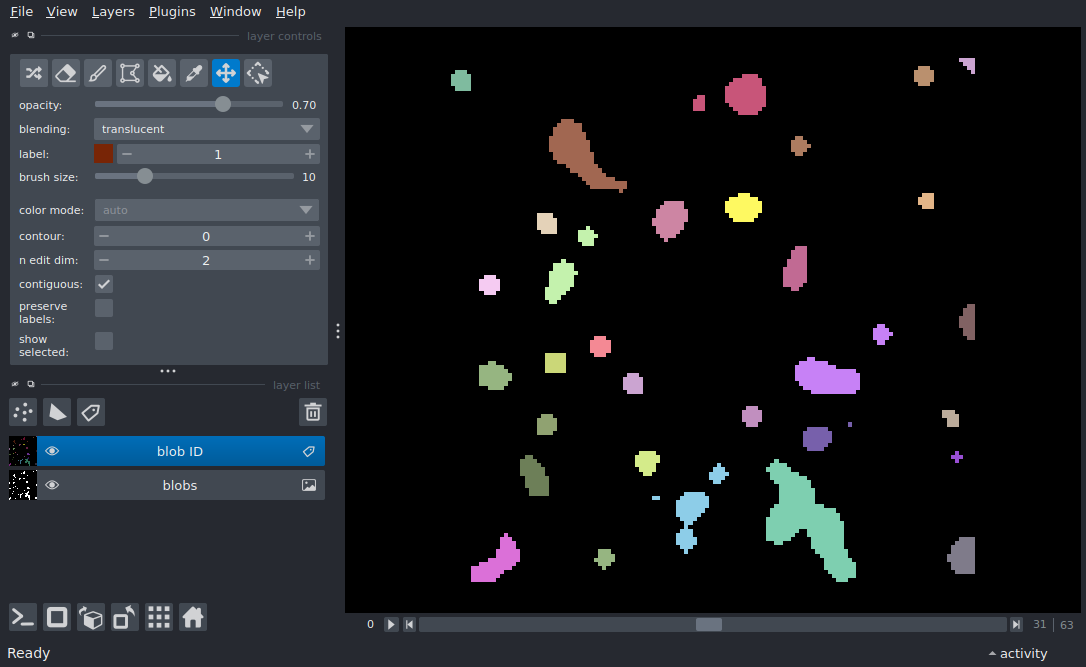 File View Layers Plugins Window Help
layer controls
opacity: 0.70
blending: translucent
label: 1
brush size: 10
color mode: auto
contour: 0
n edit dim: 2
contiguous:
preserve
labels:
show
selected:
layer list
blob ID
blobs
0 31 63
Ready activity